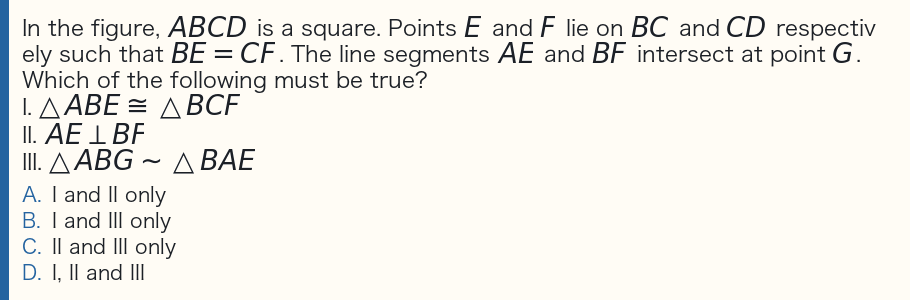 In the figure, ABCD is a square. Points E and F lie on BC and CD respectiv
ely such that BE = CF. The line segments AE and BF intersect at point G.
Which of the following must be true?
I. △ABE ≅ △BCF
II. AE ⊥ BF
III. △ABG ~ △BAE
A. I and II only
B. I and III only
C. II and III only
D. I, II and III